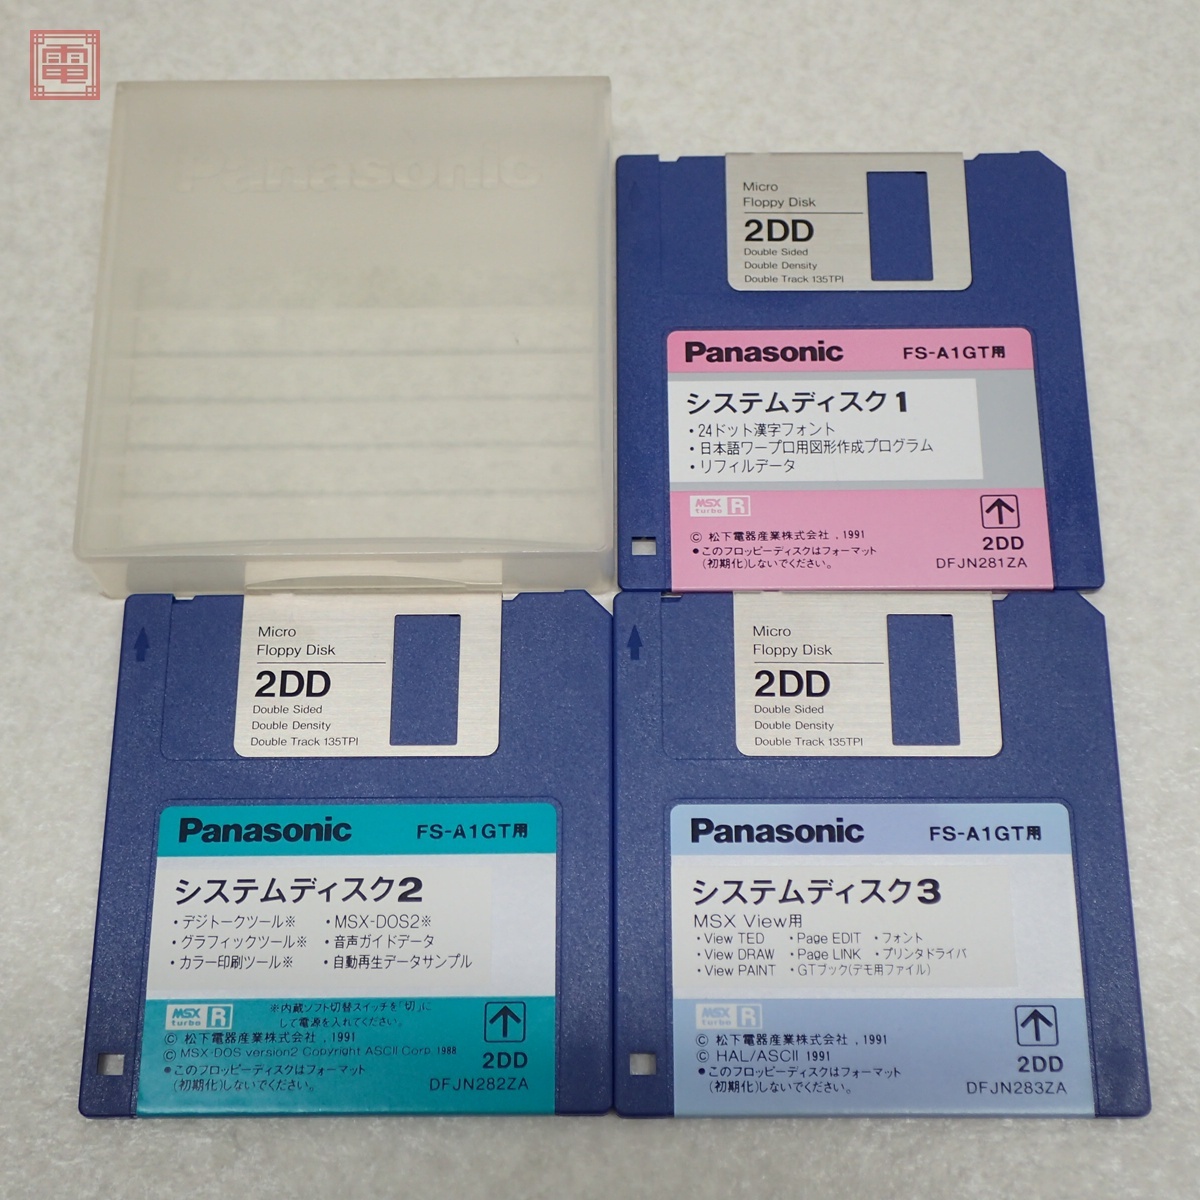 電
Panasonic
Micro
Floppy Disk
2DD
Double Sided
Double Density
Double Track 135TPI
Panasonic FS-A1GT用
システムディスク1
・24ドット漢字フォント
・日本語ワープロ用図形作成プログラム
・リフィルデータ
MSX turbo R
© 松下電器産業株式会社 , 1991
●このフロッピーディスクはフォーマット
(初期化)しないでください。
2DD
DFJN281ZA
Micro
Floppy Disk
2DD
Double Sided
Double Density
Double Track 135TPI
Panasonic FS-A1GT用
システムディスク2
・デジトークツール※ ・MSX-DOS2※
・グラフィックツール※ ・音声ガイドデータ
・カラー印刷ツール※ ・自動再生データサンプル
※内蔵ソフト切替スイッチを「切」に
して電源を入れてください。
MSX turbo R
© 松下電器産業株式会社 , 1991
© MSX-DOS version2 Copyright ASCII Corp. 1988
●このフロッピーディスクはフォーマット
(初期化)しないでください。
2DD
DFJN282ZA
Micro
Floppy Disk
2DD
Double Sided
Double Density
Double Track 135TPI
Panasonic FS-A1GT用
システムディスク3
MSX View用
・View TED ・Page EDIT ・フォント
・View DRAW ・Page LINK ・プリンタドライバ
・View PAINT ・GTブック(デモ用ファイル)
MSX turbo R
© 松下電器産業株式会社 , 1991
© HAL/ASCII 1991
●このフロッピーディスクはフォーマット
(初期化)しないでください。
2DD
DFJN283ZA